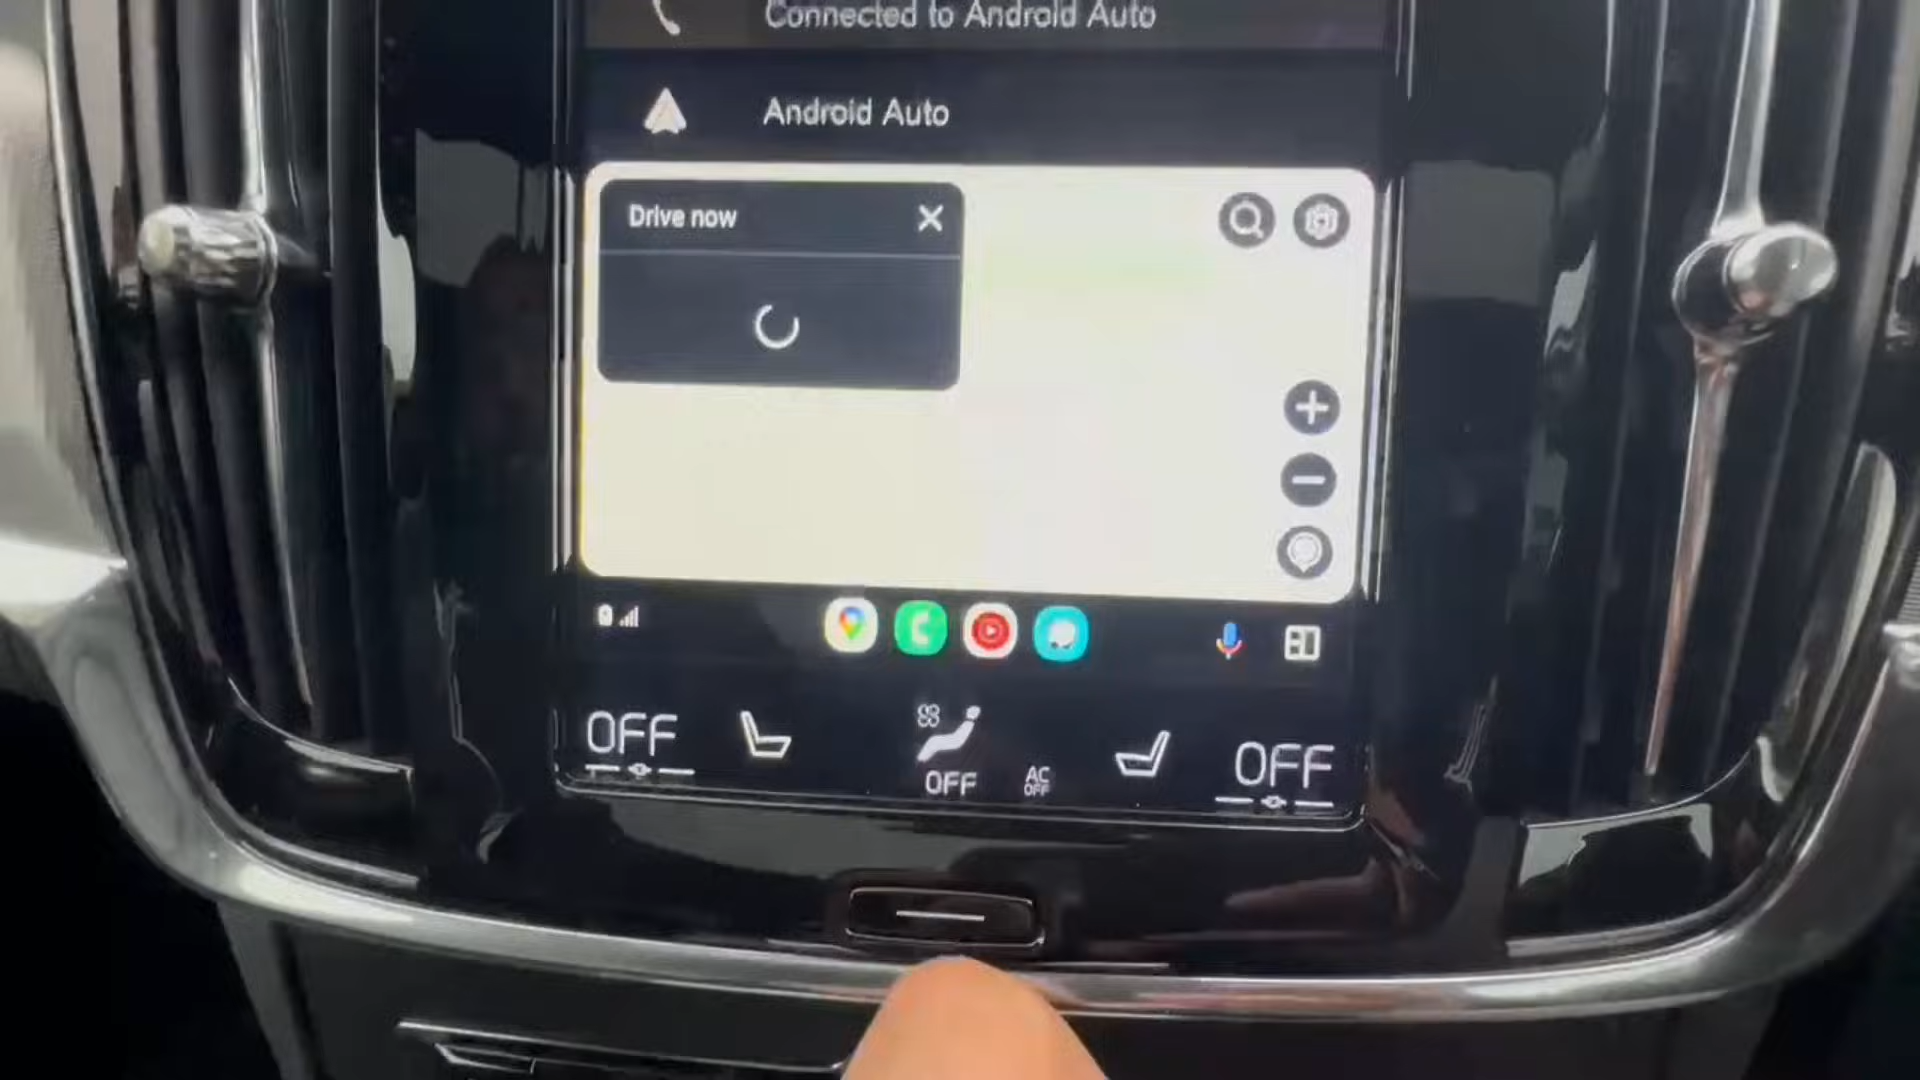 Connected to Android Auto
Android Auto
Drive now
OFF
OFF
AC
OFF
OFF